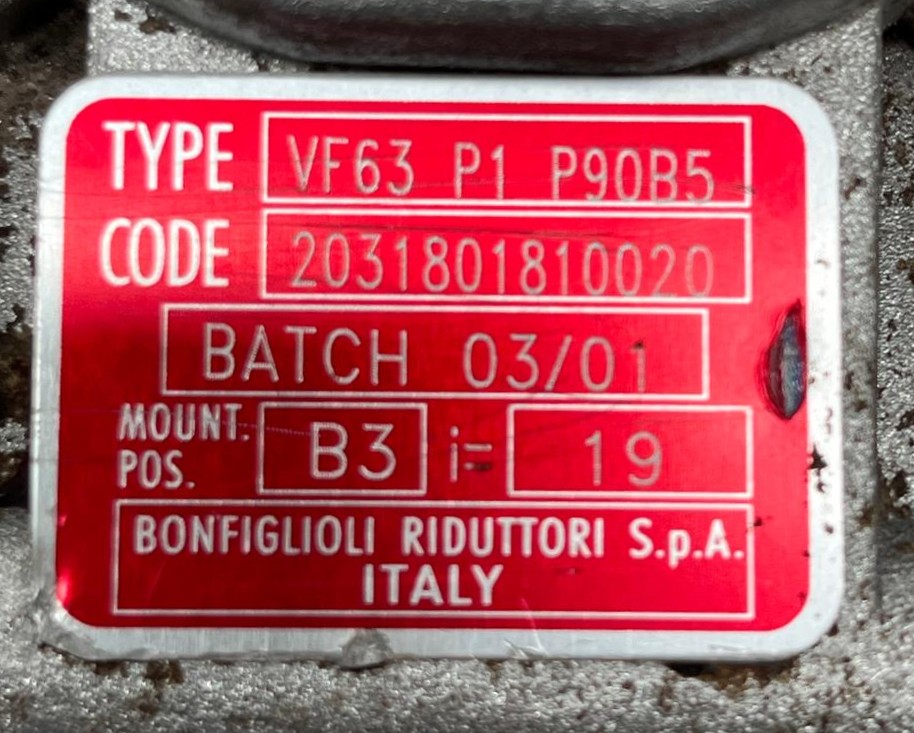 TYPE VF63 P1 P90B5
CODE 2031801810020
BATCH 03/01
MOUNT. POS. B3 i= 19
BONFIGLIOLI RIDUTTORI S.p.A.
ITALY